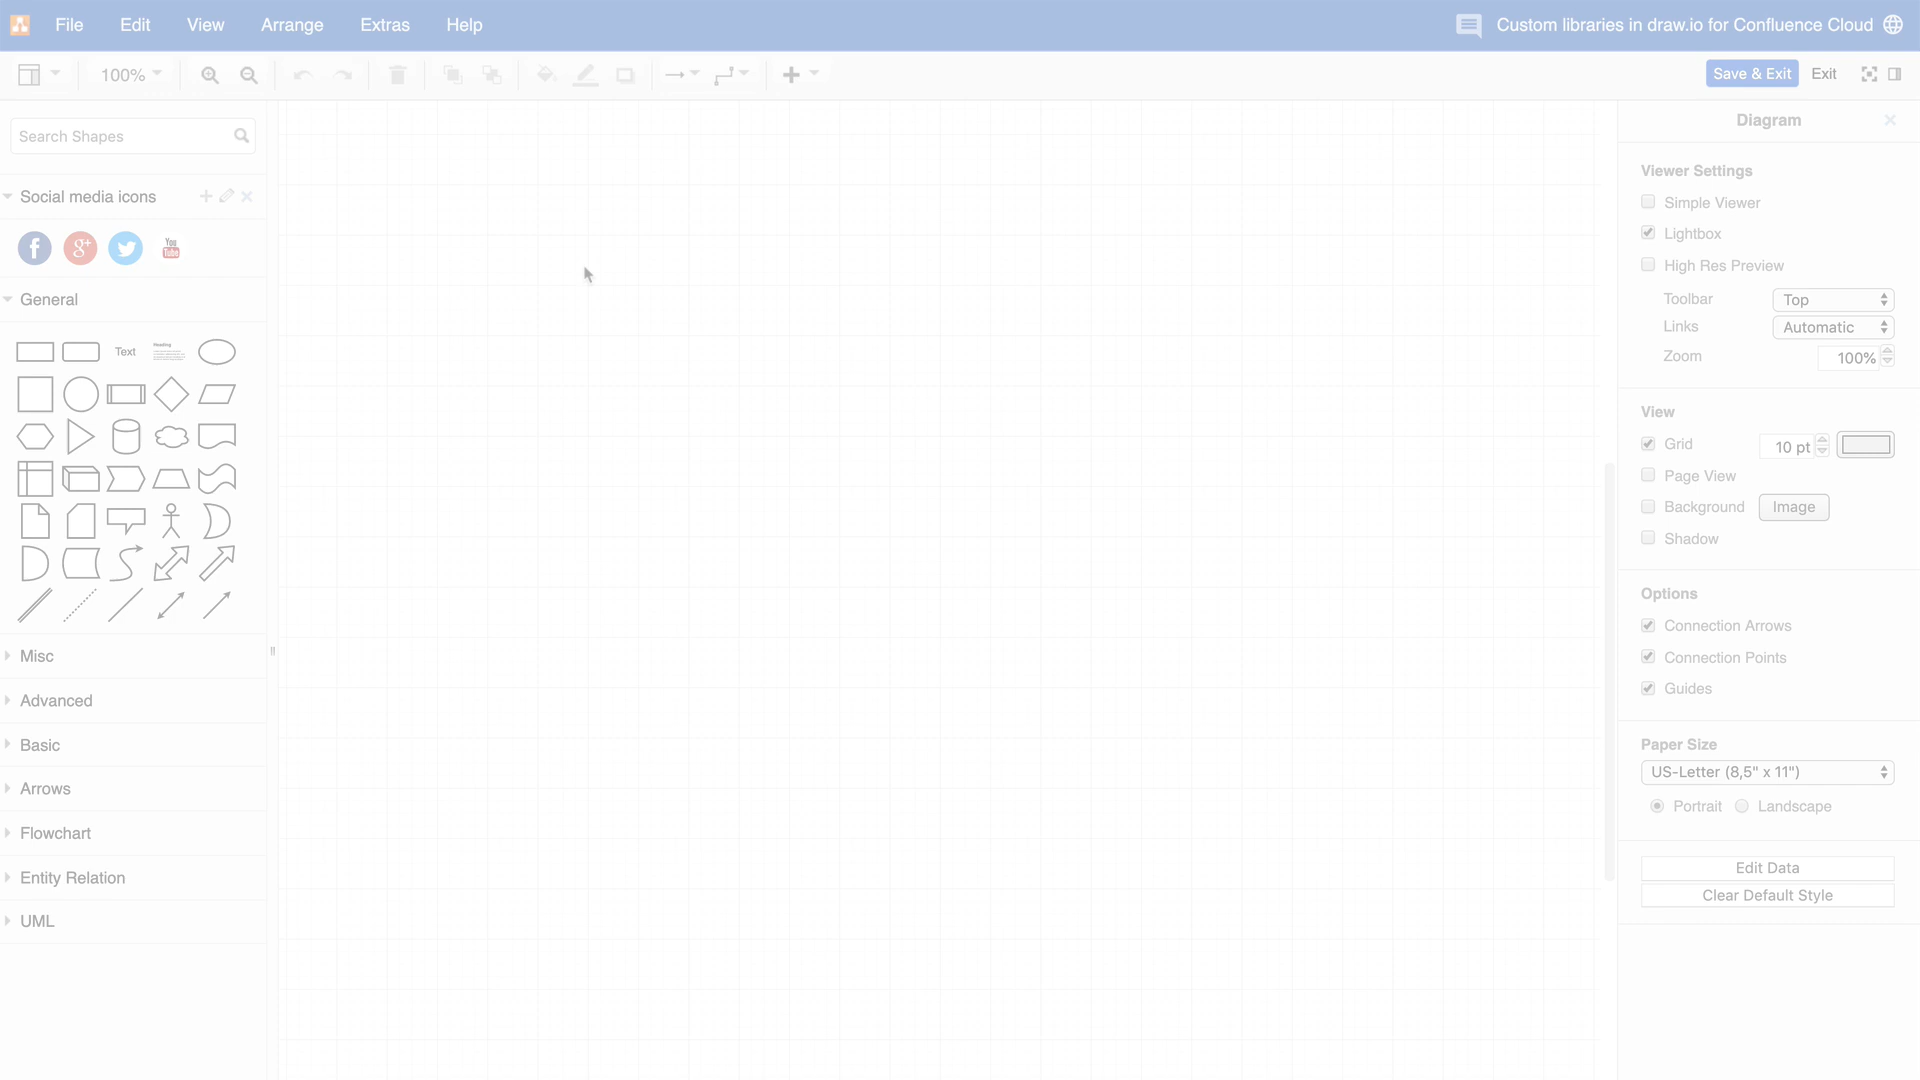 File Edit View Arrange Extras Help Custom libraries in draw.io for Confluence Cloud
100% Save & Exit Exit
Search Shapes
Social media icons
f g+ You Tube
General
Text Heading
Misc
Advanced
Basic
Arrows
Flowchart
Entity Relation
UML
Diagram
Viewer Settings
Simple Viewer
Lightbox
High Res Preview
Toolbar Top
Links Automatic
Zoom 100%
View
Grid 10 pt
Page View
Background Image
Shadow
Options
Connection Arrows
Connection Points
Guides
Paper Size
US-Letter (8,5" x 11")
Portrait Landscape
Edit Data
Clear Default Style